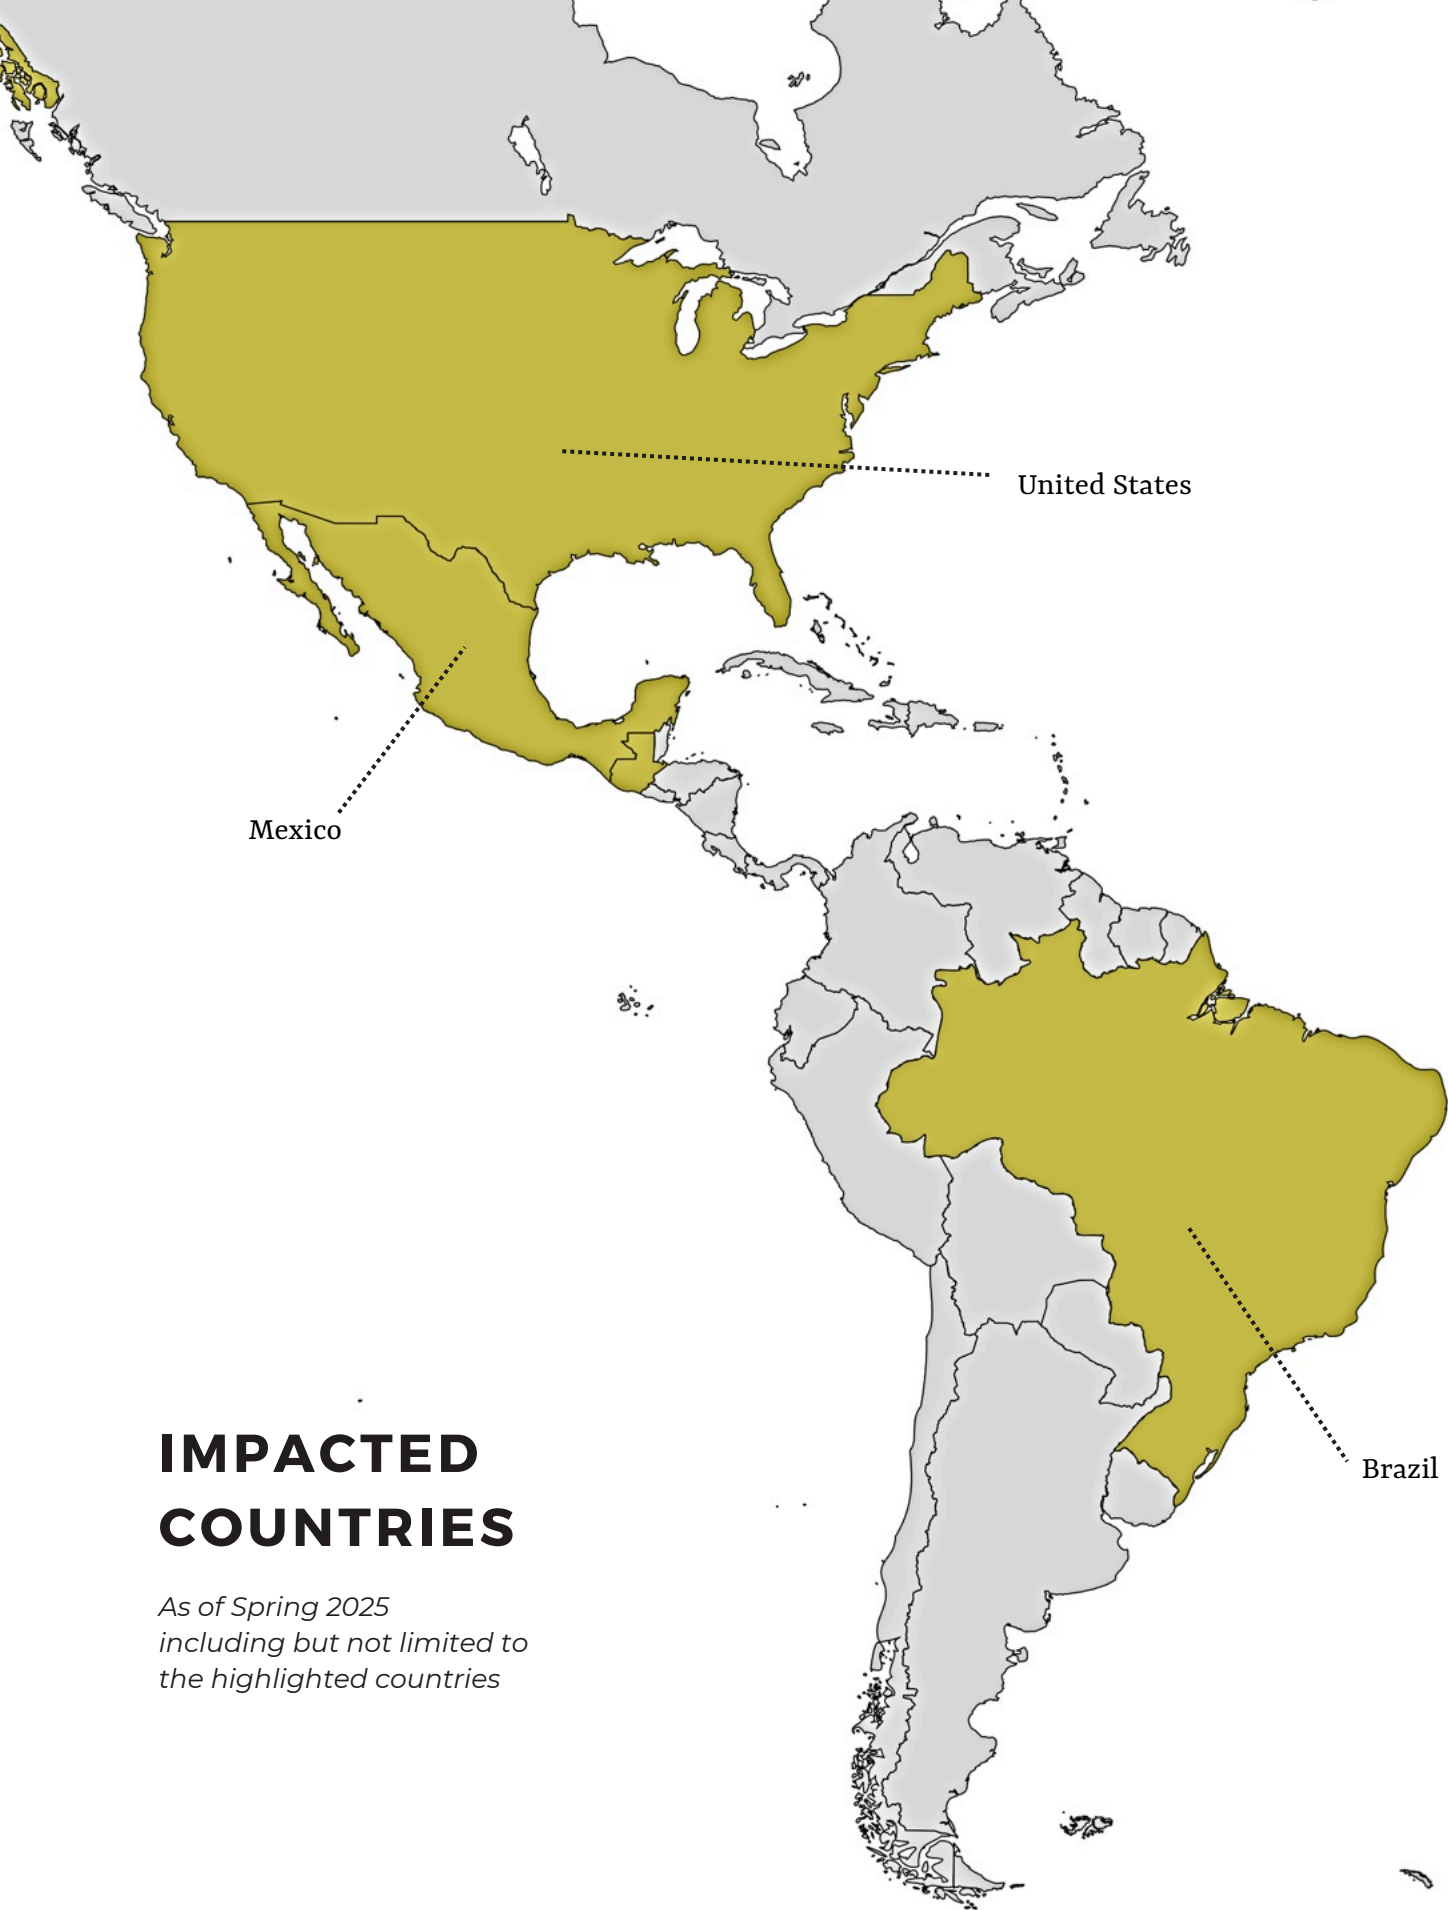 United States
Mexico
Brazil
IMPACTED
COUNTRIES
As of Spring 2025
including but not limited to
the highlighted countries